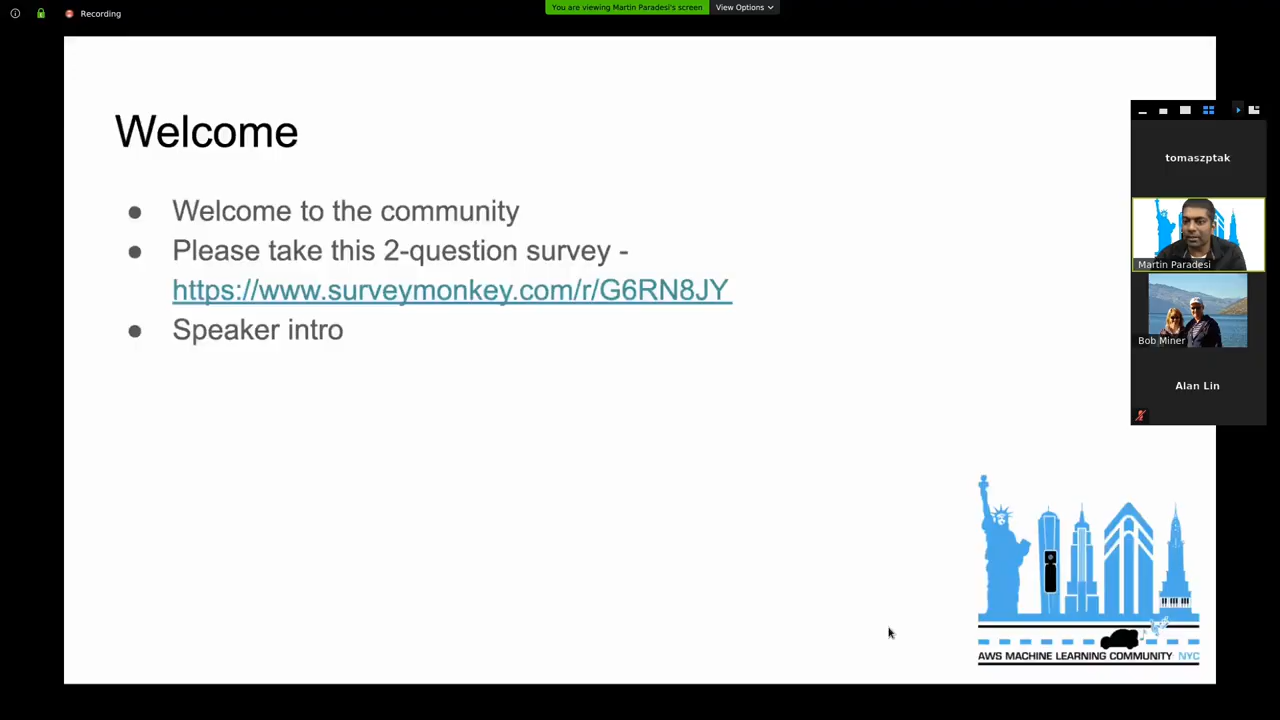 Recording
You are viewing Martin Paradesi's screen
View Options
Welcome
Welcome to the community
Please take this 2-question survey -
https://www.surveymonkey.com/r/G6RN8JY
Speaker intro
tomaszptak
Martin Paradesi
Bob Miner
Alan Lin
AWS MACHINE LEARNING COMMUNITY NYC